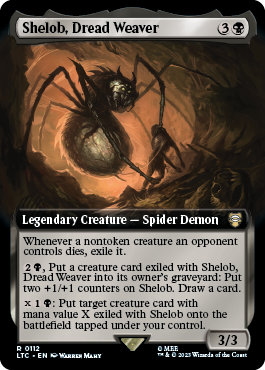 Shelob, Dread Weaver 3
Legendary Creature — Spider Demon
Whenever a nontoken creature an opponent
controls dies, exile it.
2 , Put a creature card exiled with Shelob,
Dread Weaver into its owner's graveyard: Put
two +1/+1 counters on Shelob. Draw a card.
X 1 : Put target creature card with
mana value X exiled with Shelob onto the
battlefield tapped under your control.
3/3
R 0112
LTC • EN Warren Mahy
© MEE
™ & © 2023 Wizards of the Coast